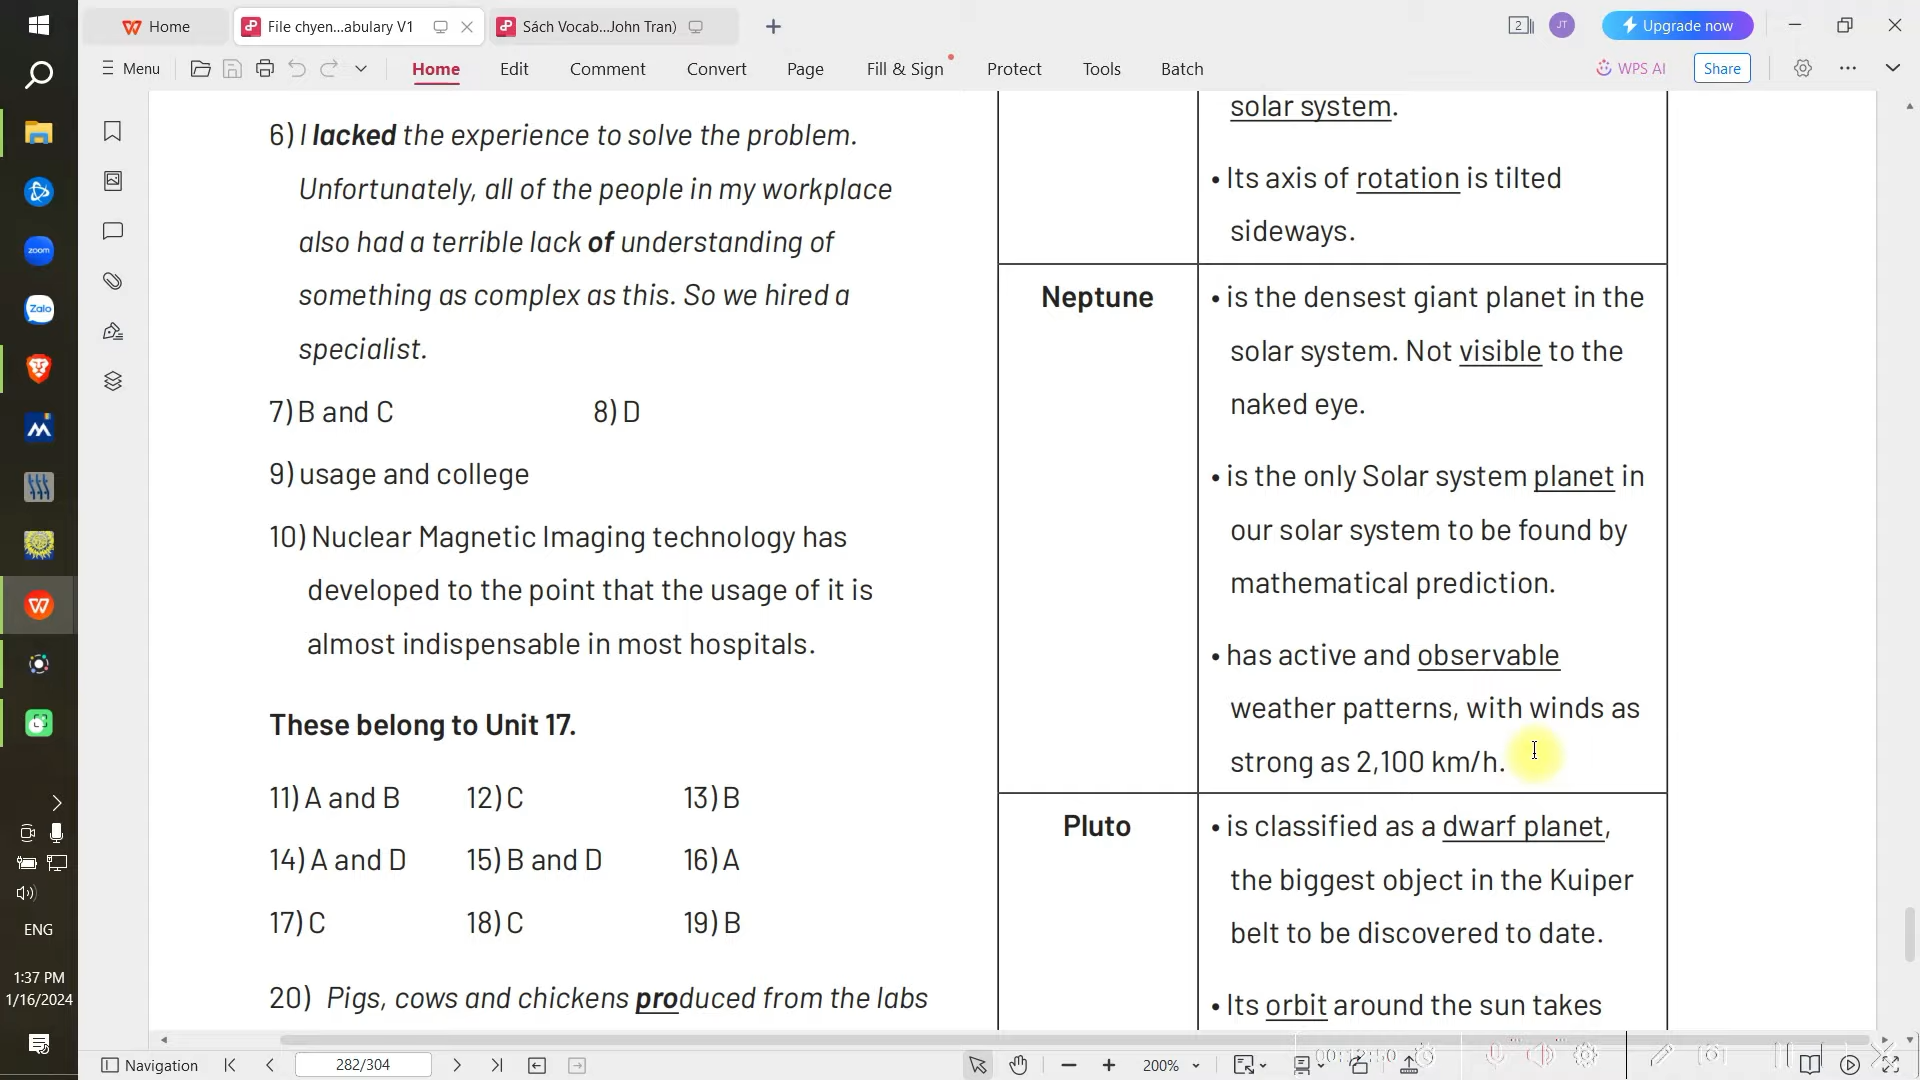 Home
File chyen...abulary V1
Sách Vocab...John Tran)
2
JT
Upgrade now
Menu
Home
Edit
Comment
Convert
Page
Fill & Sign
Protect
Tools
Batch
WPS AI
Share
6) I lacked the experience to solve the problem.
Unfortunately, all of the people in my workplace
also had a terrible lack of understanding of
something as complex as this. So we hired a
specialist.
7) B and C
8) D
9) usage and college
10) Nuclear Magnetic Imaging technology has
developed to the point that the usage of it is
almost indispensable in most hospitals.
These belong to Unit 17.
11) A and B
12) C
13) B
14) A and D
15) B and D
16) A
17) C
18) C
19) B
20) Pigs, cows and chickens produced from the labs
solar system.
• Its axis of rotation is tilted
sideways.
Neptune
• is the densest giant planet in the
solar system. Not visible to the
naked eye.
• is the only Solar system planet in
our solar system to be found by
mathematical prediction.
• has active and observable
weather patterns, with winds as
strong as 2,100 km/h.
Pluto
• is classified as a dwarf planet,
the biggest object in the Kuiper
belt to be discovered to date.
• Its orbit around the sun takes
zoom
Zalo
ENG
1:37 PM
1/16/2024
Navigation
282/304
200%